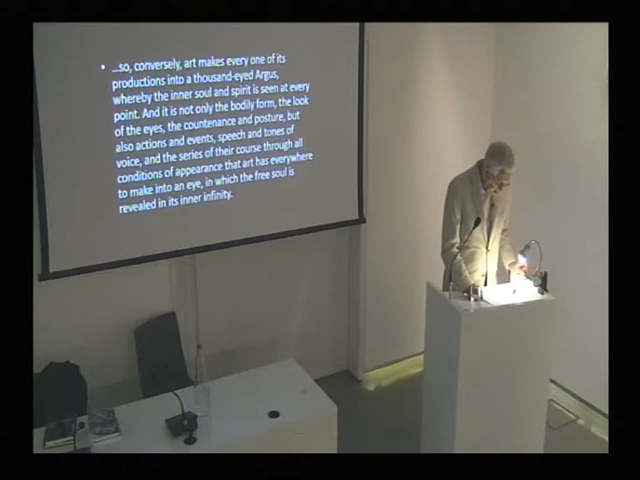 • ...so, conversely, art makes every one of its
productions into a thousand-eyed Argus,
whereby the inner soul and spirit is seen at every
point. And it is not only the bodily form, the look
of the eyes, the countenance and posture, but
also actions and events, speech and tones of
voice, and the series of their course through all
conditions of appearance that art has everywhere
to make into an eye, in which the free soul is
revealed in its inner infinity.